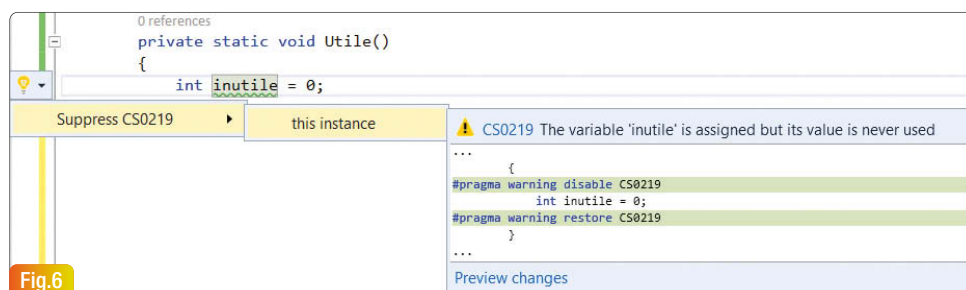 0 references
private static void Utile()
{
int inutile = 0;
Suppress CS0219
this instance
CS0219 The variable 'inutile' is assigned but its value is never used
...
{
#pragma warning disable CS0219
int inutile = 0;
#pragma warning restore CS0219
}
...
Preview changes
Fig.6